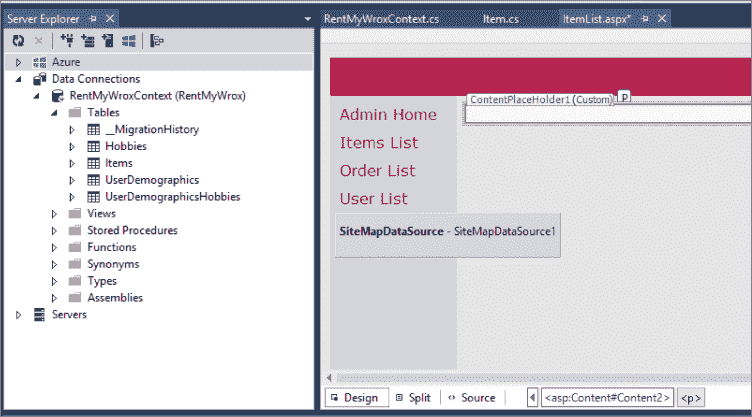 Server Explorer
Azure
Data Connections
RentMyWroxContext (RentMyWrox)
Tables
__MigrationHistory
Hobbies
Items
UserDemographics
UserDemographicsHobbies
Views
Stored Procedures
Functions
Synonyms
Types
Assemblies
Servers
RentMyWroxContext.cs
Item.cs
ItemList.aspx*
ContentPlaceHolder1 (Custom)
P
Admin Home
Items List
Order List
User List
SiteMapDataSource - SiteMapDataSource1
Design
Split
Source
<asp:Content#Content2>
<p>